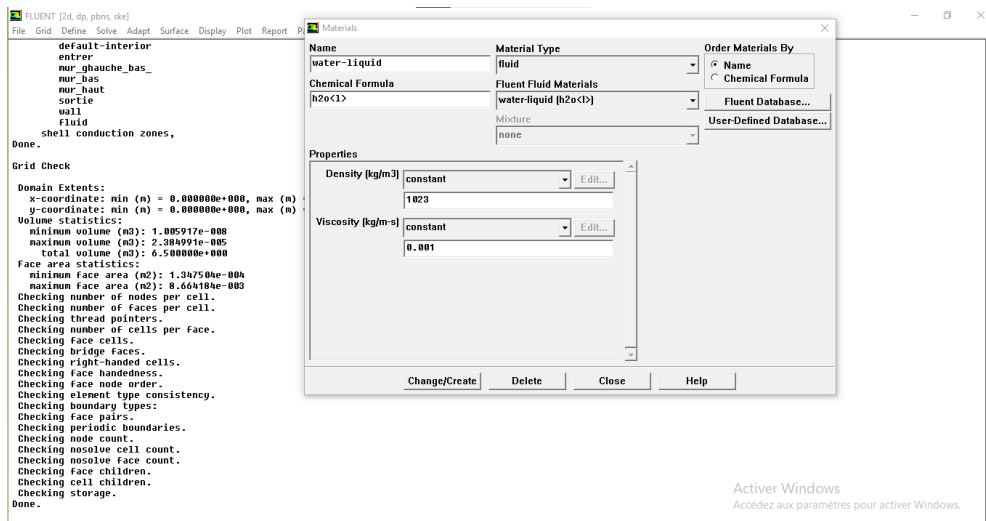 FLUENT [2d, dp, pbns, ske]
File Grid Define Solve Adapt Surface Display Plot Report
default-interior
entrer
mur_ghauche_bas_
mur_bas
mur_haut
sortie
wall
fluid
shell conduction zones,
Done.
Grid Check
Domain Extents:
x-coordinate: min (m) = 0.000000e+000, max (m)
y-coordinate: min (m) = 0.000000e+000, max (m)
Volume statistics:
minimum volume (m3): 1.005917e-008
maximum volume (m3): 2.384991e-005
total volume (m3): 6.500000e+000
Face area statistics:
minimum face area (m2): 1.347504e-004
maximum face area (m2): 8.664184e-003
Checking number of nodes per cell.
Checking number of faces per cell.
Checking thread pointers.
Checking number of cells per face.
Checking face cells.
Checking bridge faces.
Checking right-handed cells.
Checking face handedness.
Checking face node order.
Checking element type consistency.
Checking boundary types:
Checking face pairs.
Checking periodic boundaries.
Checking node count.
Checking nosolve cell count.
Checking nosolve face count.
Checking face children.
Checking cell children.
Checking storage.
Done.
Materials
Name
water-liquid
Chemical Formula
h2o<l>
Material Type
fluid
Fluent Fluid Materials
water-liquid (h2o<l>)
Mixture
none
Order Materials By
Name
Chemical Formula
Fluent Database...
User-Defined Database...
Properties
Density (kg/m3) constant Edit...
1023
Viscosity (kg/m-s) constant Edit...
0.001
Change/Create Delete Close Help
Activer Windows
Accédez aux paramètres pour activer Windows.